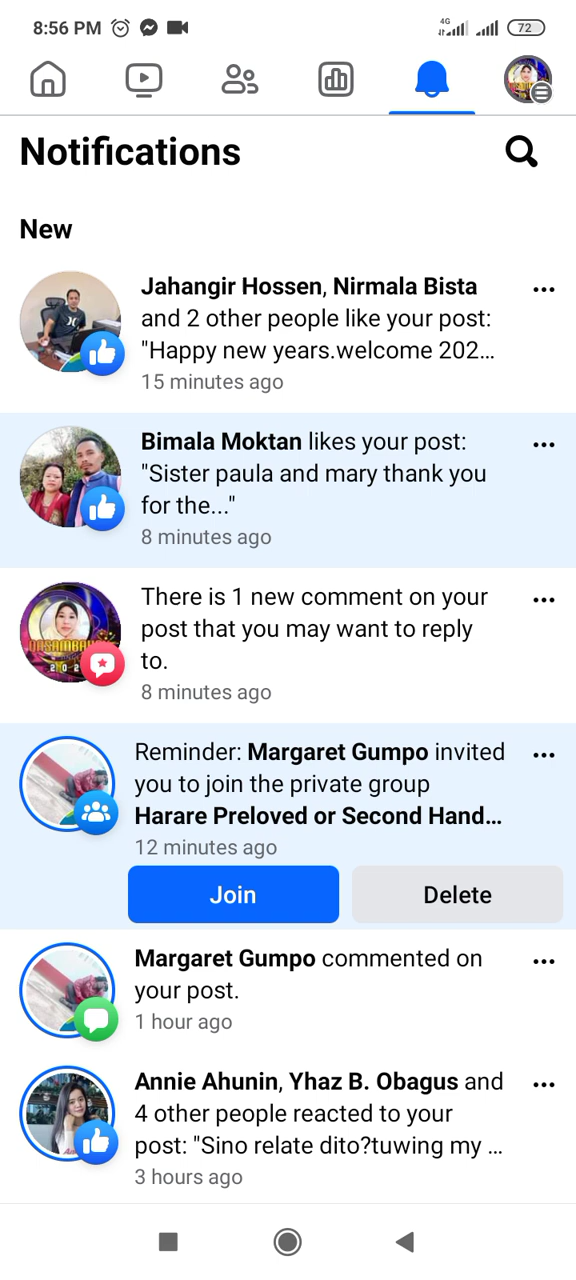 8:56 PM
4G
72
Notifications
New
Jahangir Hossen, Nirmala Bista
and 2 other people like your post:
"Happy new years.welcome 202...
15 minutes ago
Bimala Moktan likes your post:
"Sister paula and mary thank you
for the..."
8 minutes ago
There is 1 new comment on your
post that you may want to reply
to.
8 minutes ago
Reminder: Margaret Gumpo invited
you to join the private group
Harare Preloved or Second Hand...
12 minutes ago
Join
Delete
Margaret Gumpo commented on
your post.
1 hour ago
Annie Ahunin, Yhaz B. Obagus and
4 other people reacted to your
post: "Sino relate dito?tuwing my ...
3 hours ago